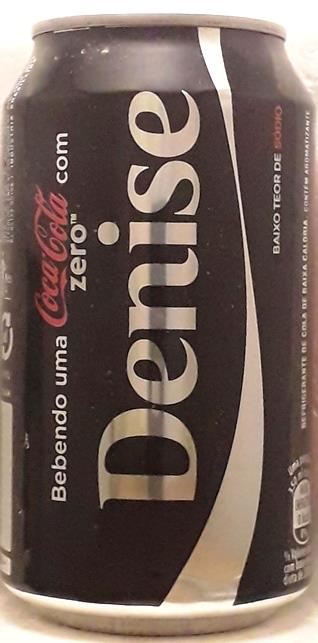 Bebendo uma Coca-Cola zero™ com
Denise
BAIXO TEOR DE SÓDIO
REFRIGERANTE DE COLA DE BAIXA CALORIA - CONTÉM AROMATIZANTE